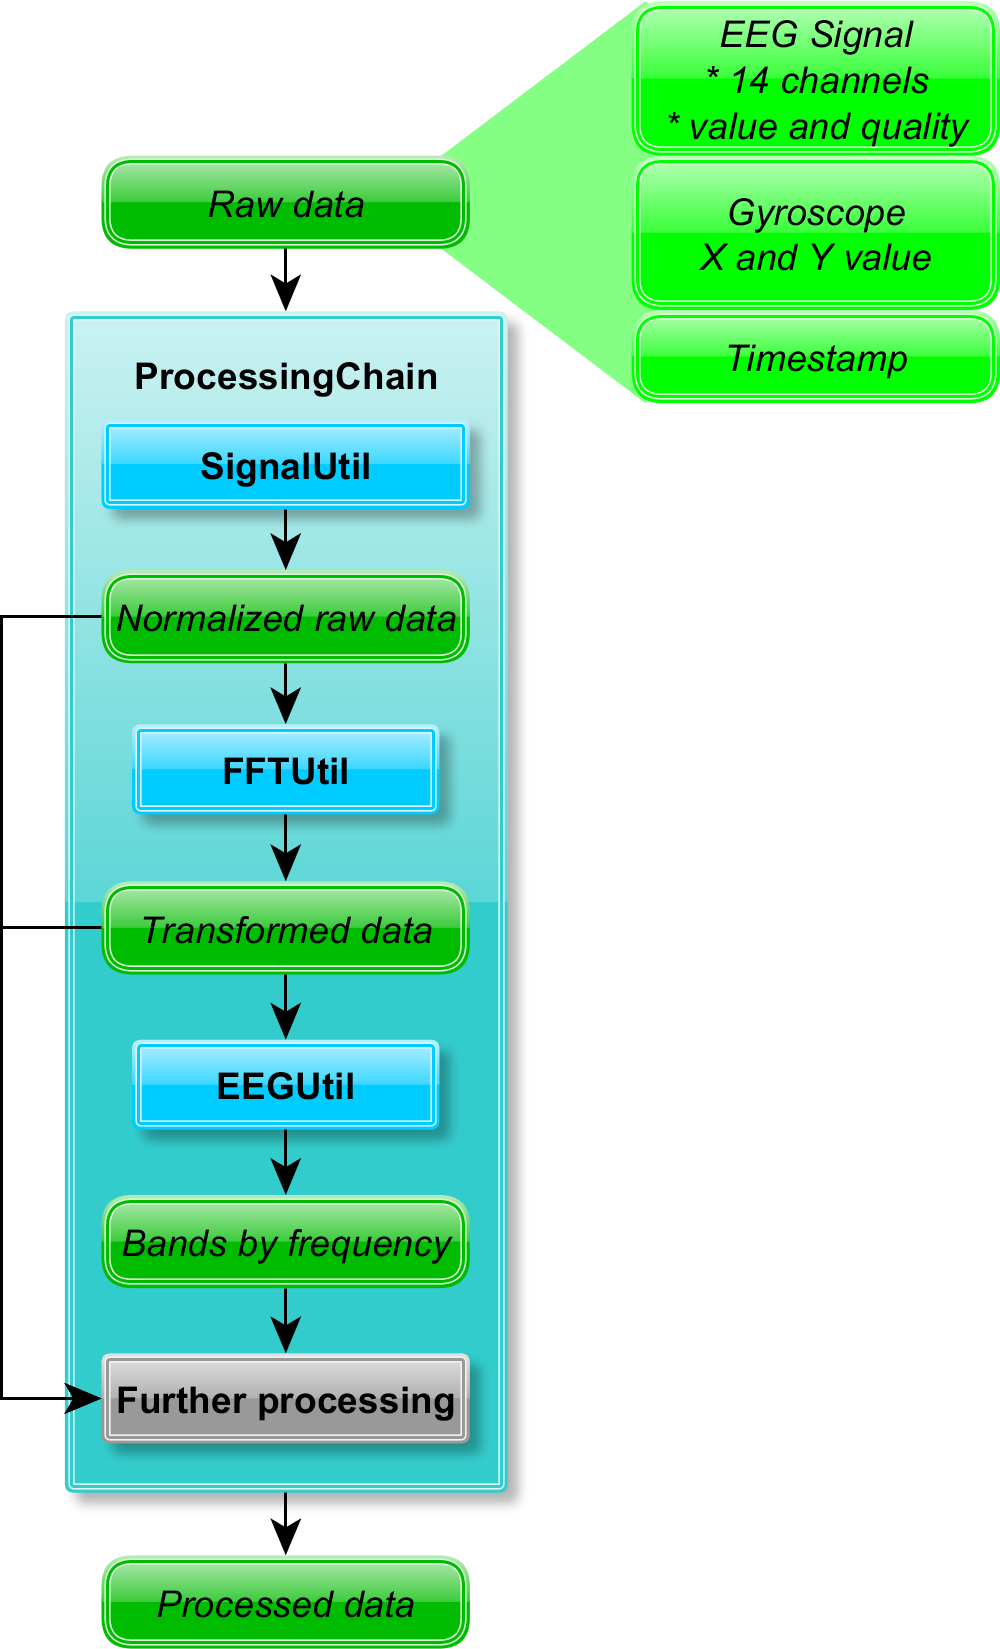 EEG Signal
* 14 channels
* value and quality
Raw data
Gyroscope
X and Y value
Timestamp
ProcessingChain
SignalUtil
Normalized raw data
FFTUtil
Transformed data
EEGUtil
Bands by frequency
Further processing
Processed data